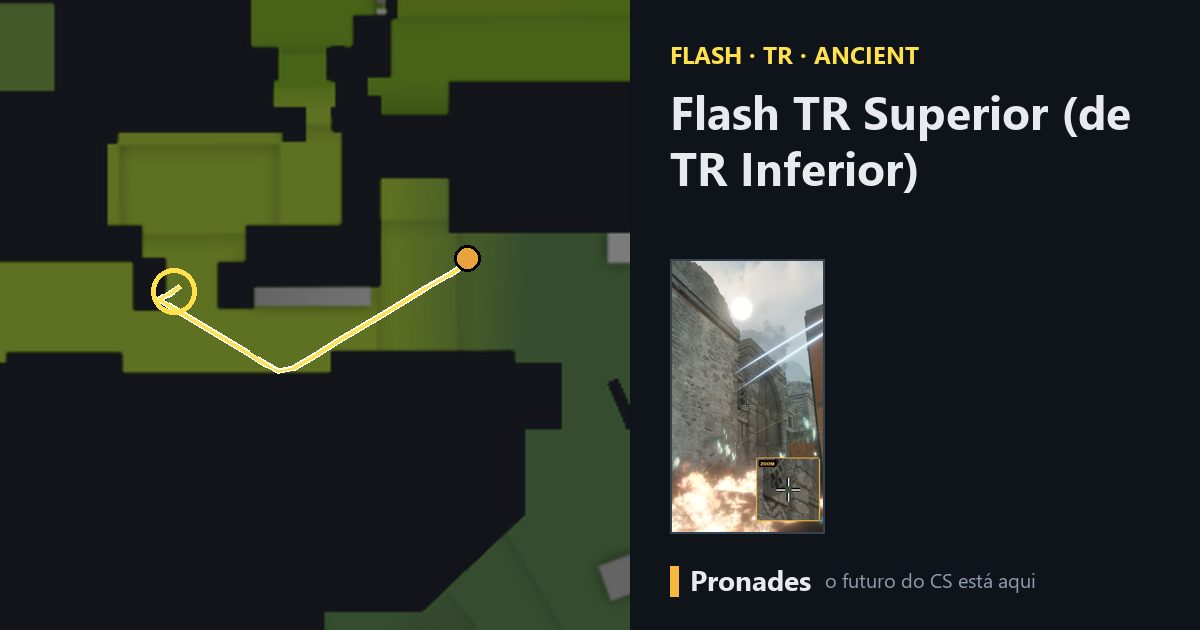 FLASH · TR · ANCIENT
Flash TR Superior (de
TR Inferior)
ZOOM
Pronades o futuro do CS está aqui